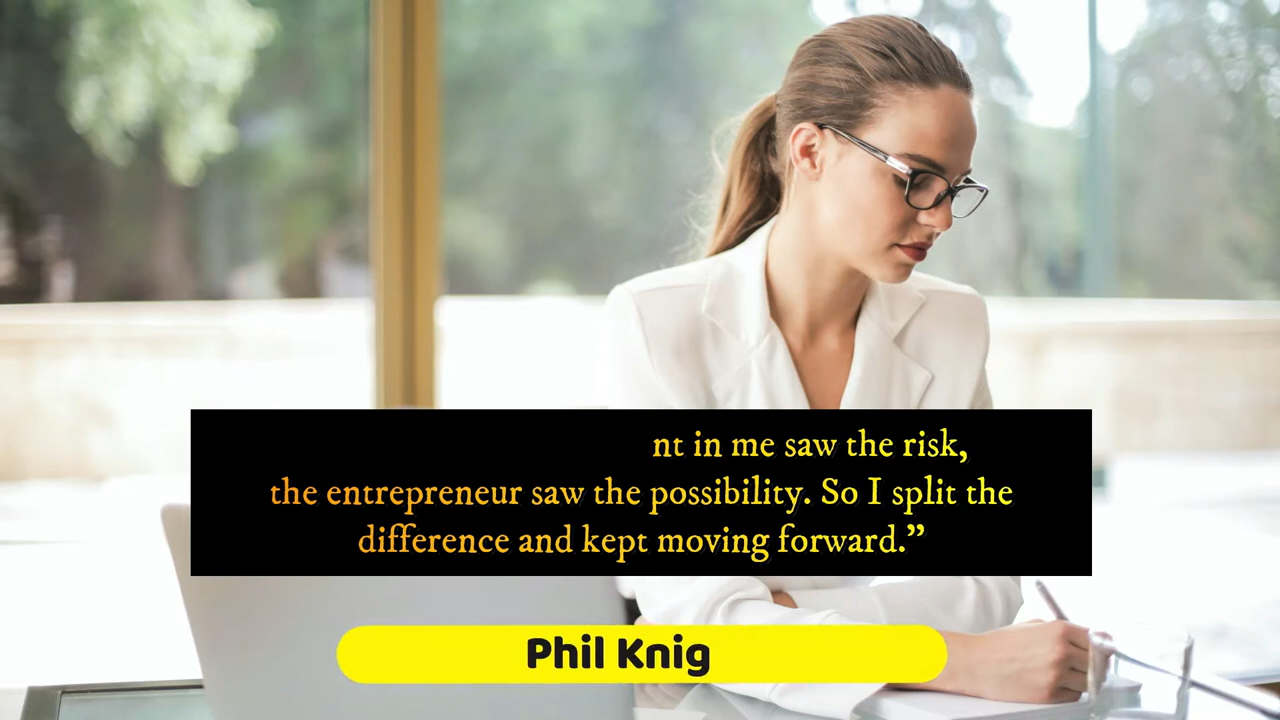 nt in me saw the risk,
the entrepreneur saw the possibility. So I split the
difference and kept moving forward.”
Phil Knig